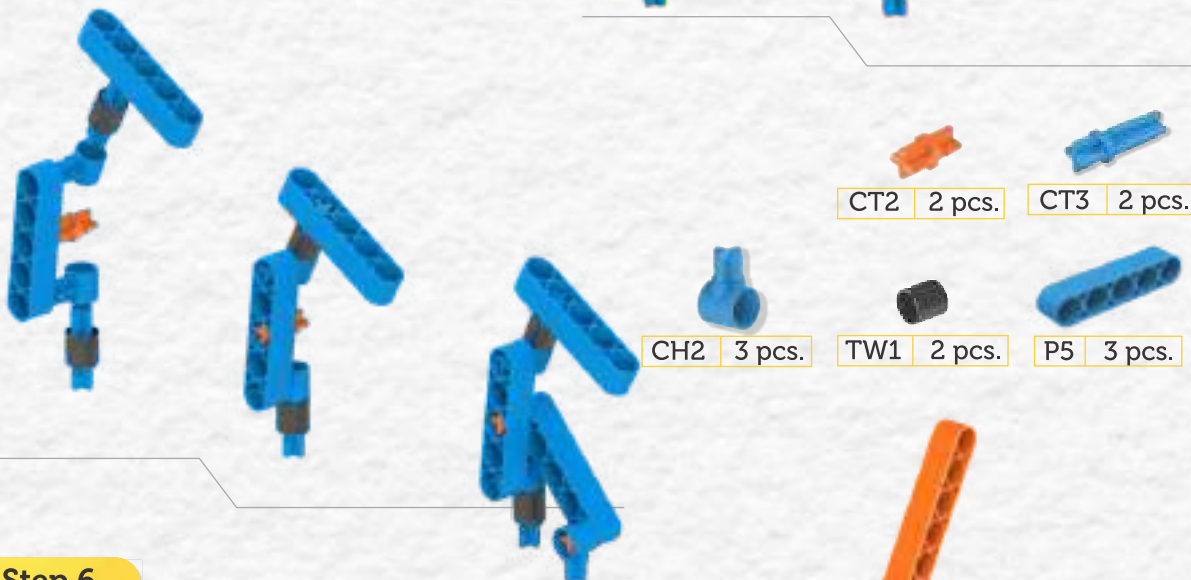 CT2 2 pcs.
CT3 2 pcs.
CH2 3 pcs.
TW1 2 pcs.
P5 3 pcs.
Step 6